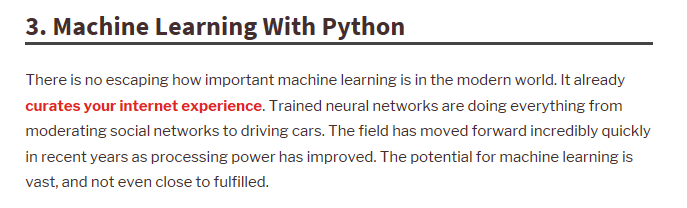 3. Machine Learning With Python
There is no escaping how important machine learning is in the modern world. It already
curates your internet experience. Trained neural networks are doing everything from
moderating social networks to driving cars. The field has moved forward incredibly quickly
in recent years as processing power has improved. The potential for machine learning is
vast, and not even close to fulfilled.